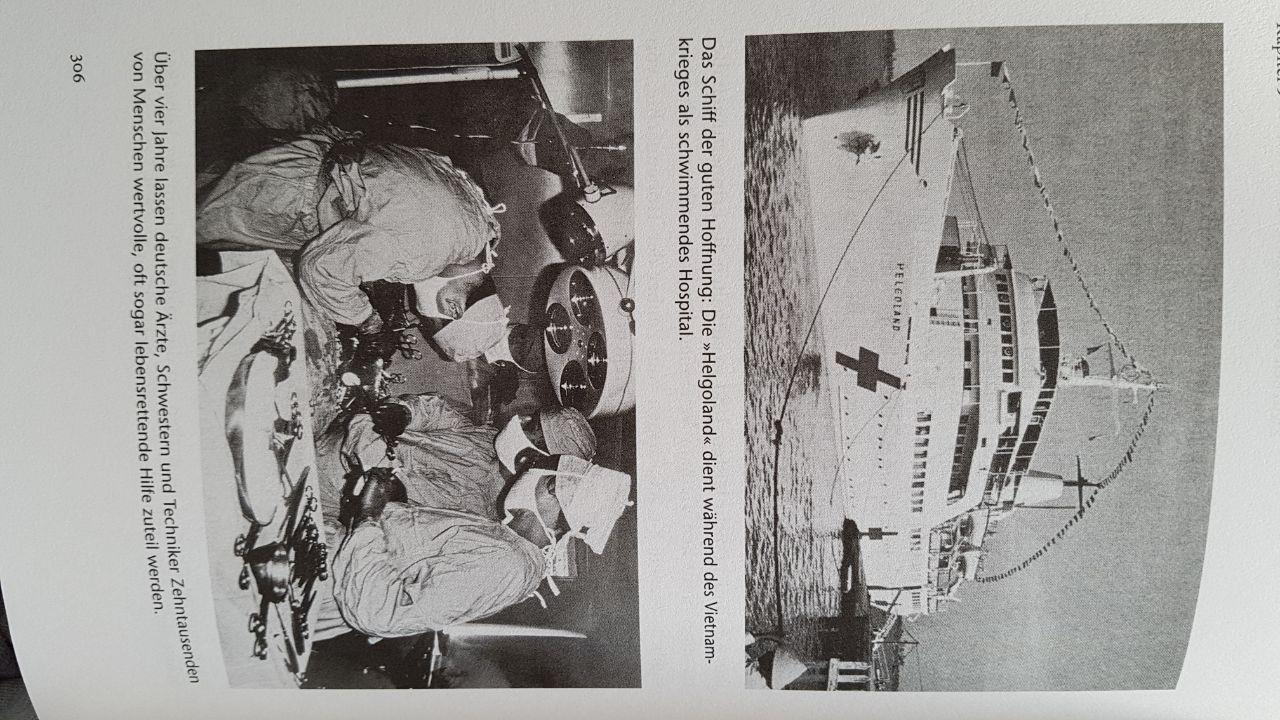 HELGOLAND
Das Schiff der guten Hoffnung: Die »Helgoland« dient während des Vietnam-
krieges als schwimmendes Hospital.
Über vier Jahre lassen deutsche Ärzte, Schwestern und Techniker Zehntausenden
von Menschen wertvolle, oft sogar lebensrettende Hilfe zuteil werden.
306